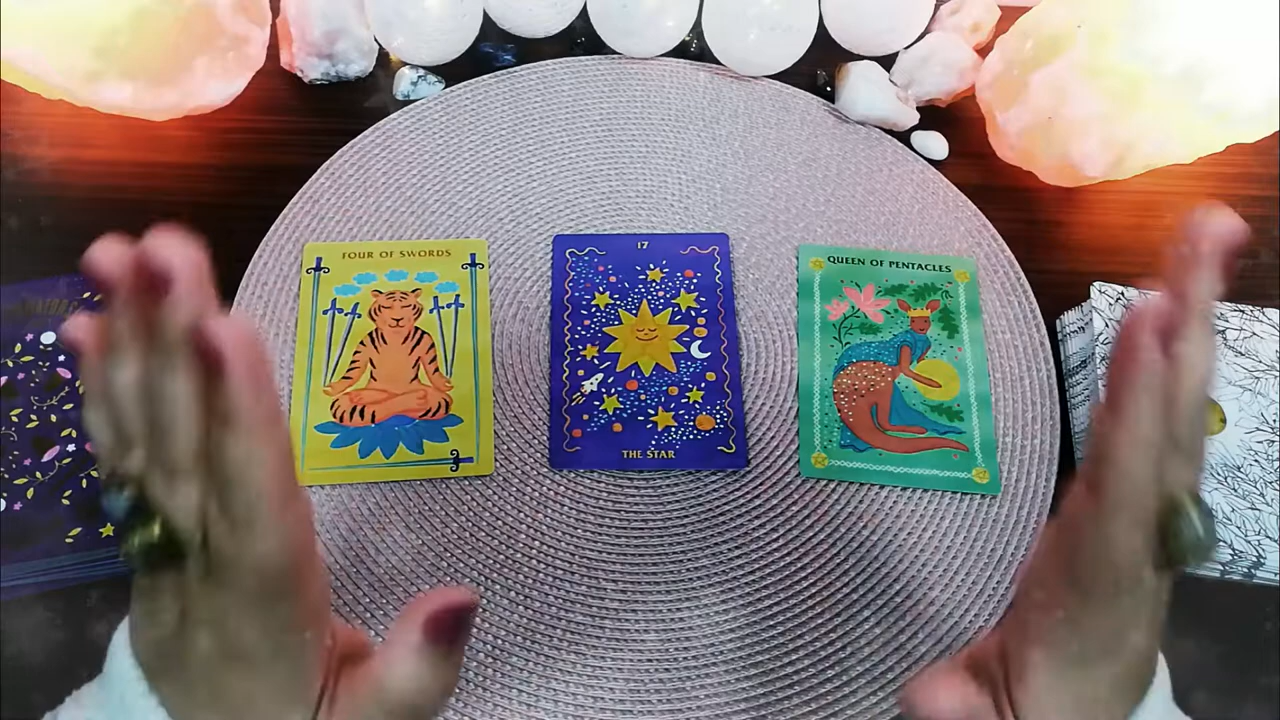 FOUR OF SWORDS
17
THE STAR
QUEEN OF PENTACLES